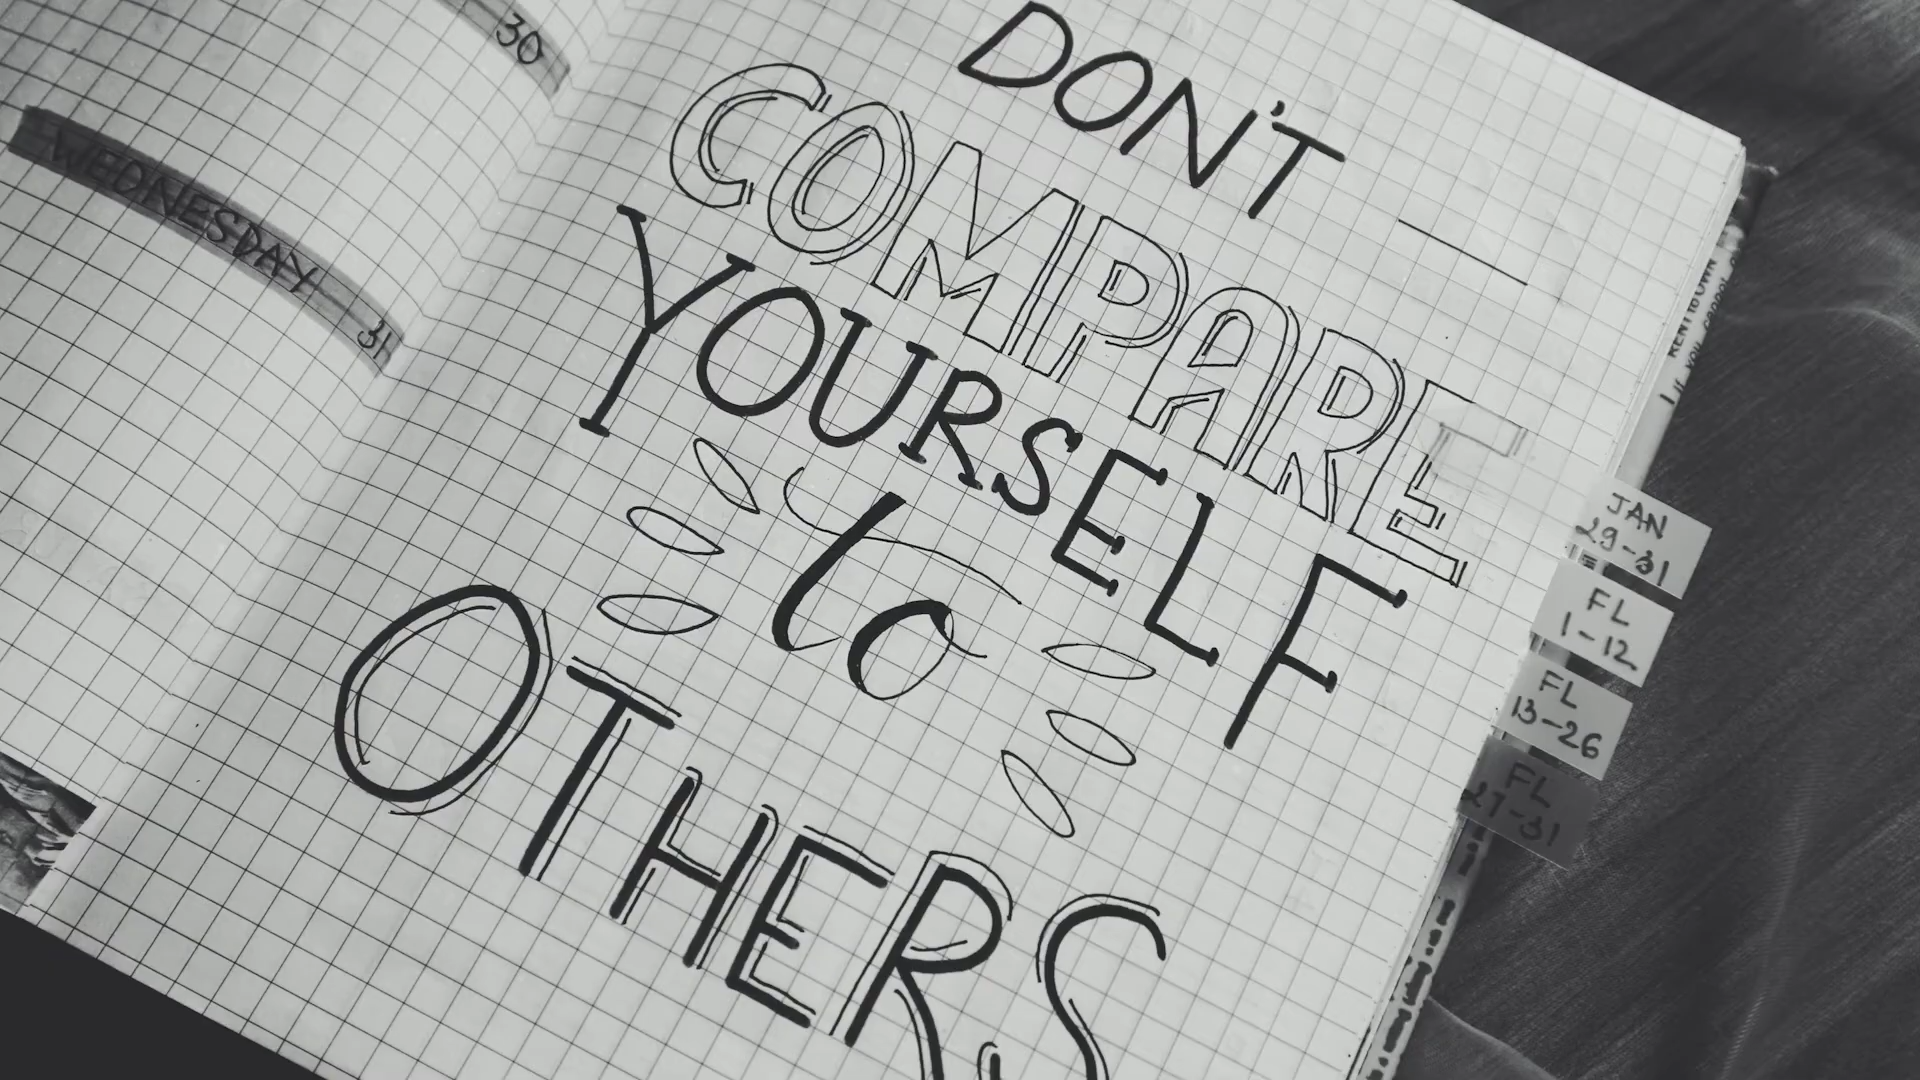 30
WEDNESDAY 31
DON'T
COMPARE
YOURSELF
to
OTHERS
JAN
29-31
FL
1-12
FL
13-26
FL
27-31